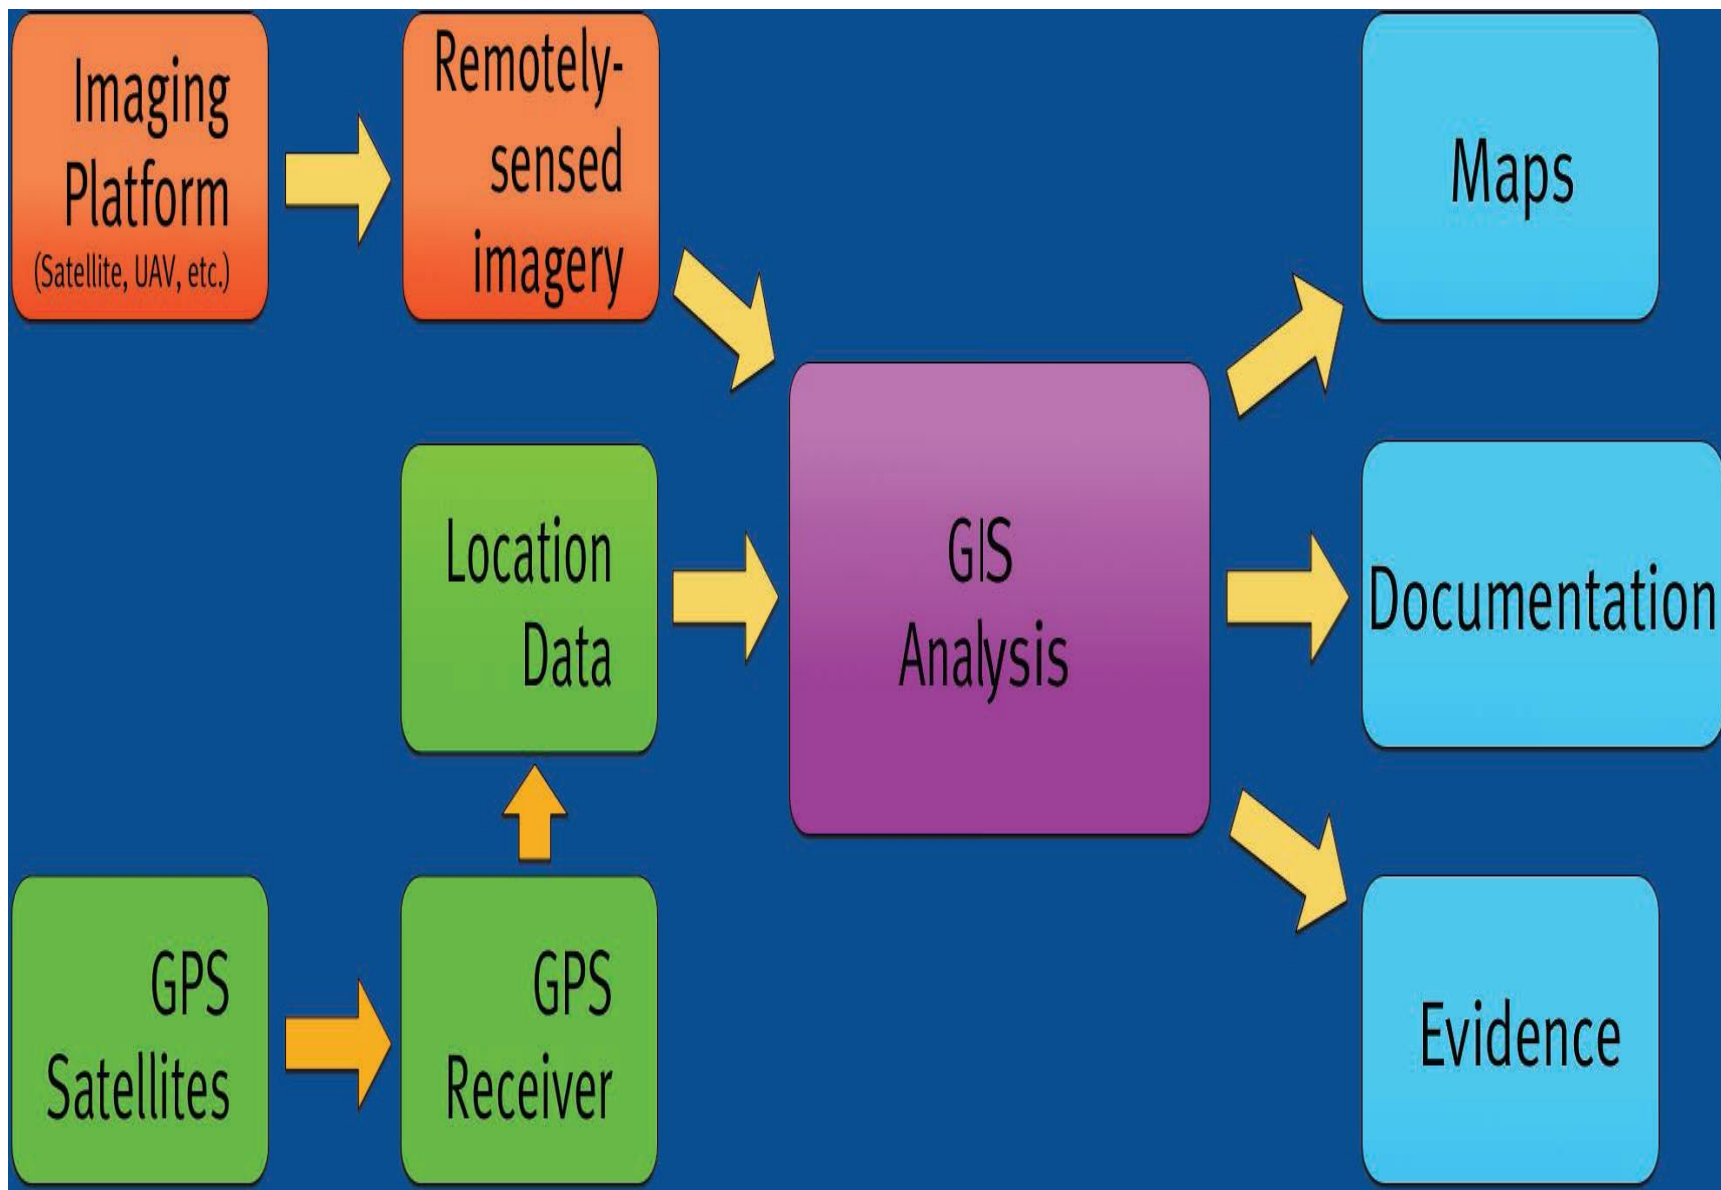 Imaging
Platform
(Satellite, UAV, etc.)
Remotely-
sensed
imagery
Maps
Location
Data
GIS
Analysis
Documentation
GPS
Satellites
GPS
Receiver
Evidence